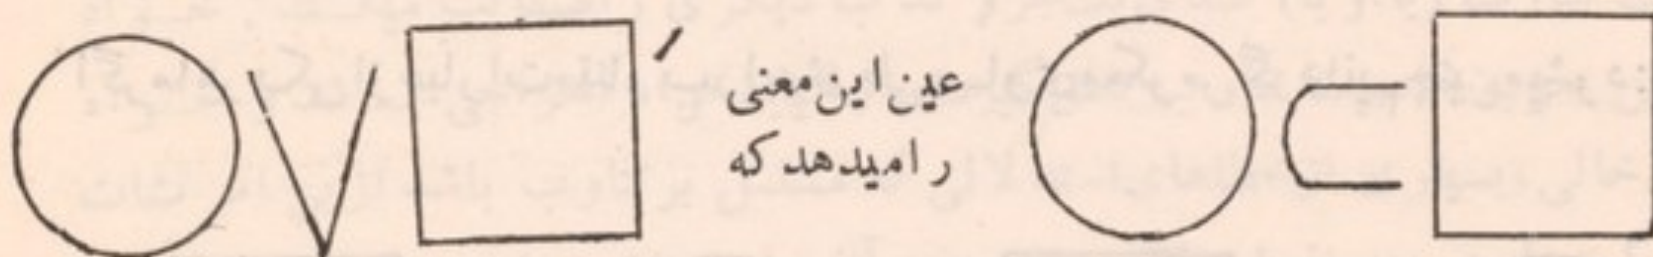 عین این معنی
را میدهد که